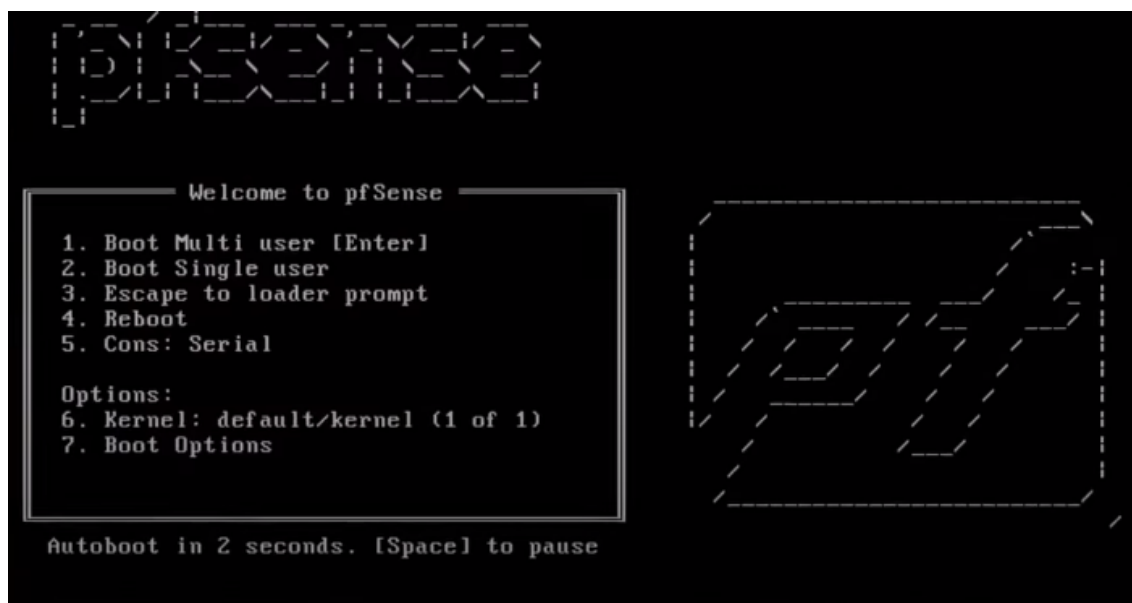 pfSense
Welcome to pfSense
1. Boot Multi user [Enter]
2. Boot Single user
3. Escape to loader prompt
4. Reboot
5. Cons: Serial
Options:
6. Kernel: default/kernel (1 of 1)
7. Boot Options
Autoboot in 2 seconds. [Space] to pause
pf